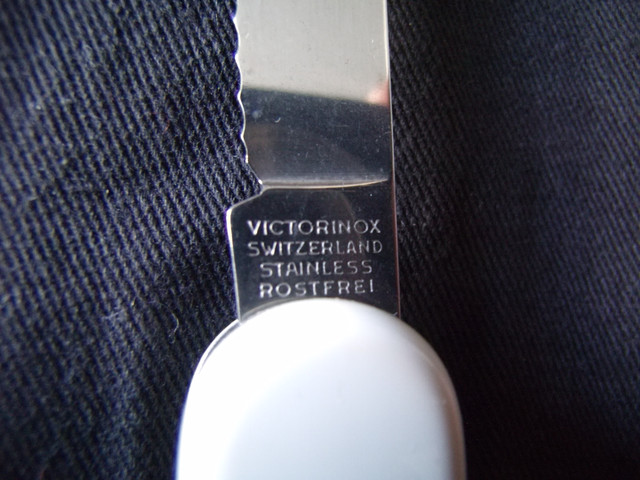 VICTORINOX
SWITZERLAND
STAINLESS
ROSTFREI